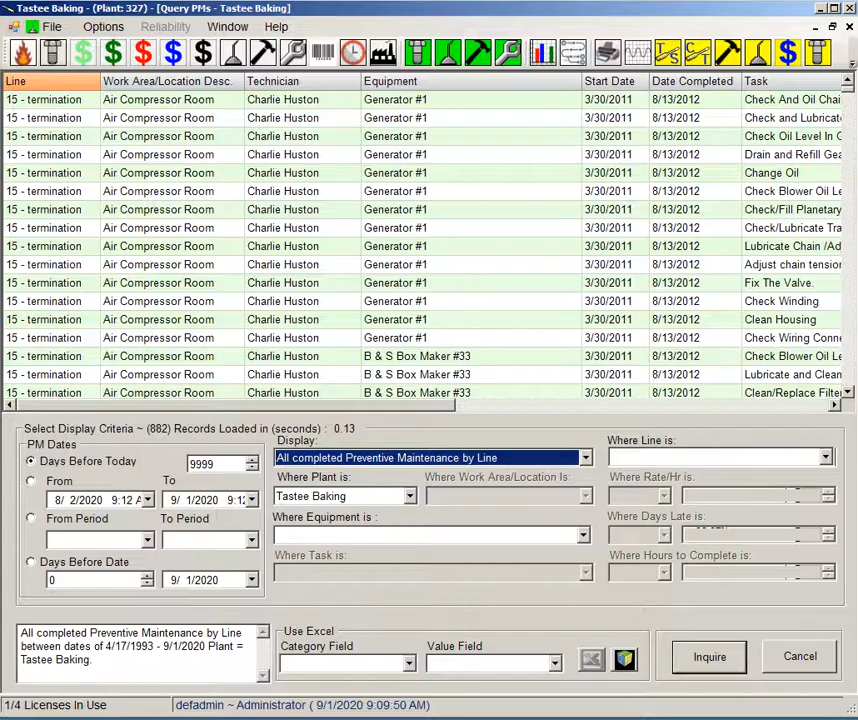 Tastee Baking - (Plant: 327) - [Query PMs - Tastee Baking]
File Options Reliability Window Help
$ $ $ $ $ T S C T $
Line Work Area/Location Desc. Technician Equipment Start Date Date Completed Task
15 - termination Air Compressor Room Charlie Huston Generator #1 3/30/2011 8/13/2012 Check And Oil Chai
15 - termination Air Compressor Room Charlie Huston Generator #1 3/30/2011 8/13/2012 Check and Lubricate
15 - termination Air Compressor Room Charlie Huston Generator #1 3/30/2011 8/13/2012 Check Oil Level In G
15 - termination Air Compressor Room Charlie Huston Generator #1 3/30/2011 8/13/2012 Drain and Refill Gea
15 - termination Air Compressor Room Charlie Huston Generator #1 3/30/2011 8/13/2012 Change Oil
15 - termination Air Compressor Room Charlie Huston Generator #1 3/30/2011 8/13/2012 Check Blower Oil Le
15 - termination Air Compressor Room Charlie Huston Generator #1 3/30/2011 8/13/2012 Check/Fill Planetary
15 - termination Air Compressor Room Charlie Huston Generator #1 3/30/2011 8/13/2012 Check/Lubricate Tra
15 - termination Air Compressor Room Charlie Huston Generator #1 3/30/2011 8/13/2012 Lubricate Chain /Ad
15 - termination Air Compressor Room Charlie Huston Generator #1 3/30/2011 8/13/2012 Adjust chain tension
15 - termination Air Compressor Room Charlie Huston Generator #1 3/30/2011 8/13/2012 Fix The Valve.
15 - termination Air Compressor Room Charlie Huston Generator #1 3/30/2011 8/13/2012 Check Winding
15 - termination Air Compressor Room Charlie Huston Generator #1 3/30/2011 8/13/2012 Clean Housing
15 - termination Air Compressor Room Charlie Huston Generator #1 3/30/2011 8/13/2012 Check Wiring Conne
15 - termination Air Compressor Room Charlie Huston B & S Box Maker #33 3/30/2011 8/13/2012 Check Blower Oil Le
15 - termination Air Compressor Room Charlie Huston B & S Box Maker #33 3/30/2011 8/13/2012 Lubricate and Clean
15 - termination Air Compressor Room Charlie Huston B & S Box Maker #33 3/30/2011 8/13/2012 Clean/Replace Filter
Select Display Criteria ~ (882) Records Loaded in (seconds) : 0.13
PM Dates
Days Before Today 9999
From To
8/ 2/2020 9:12 A 9/ 1/2020 9:12
From Period To Period
Days Before Date
0 9/ 1/2020
Display:
All completed Preventive Maintenance by Line
Where Plant is: Where Work Area/Location Is:
Tastee Baking
Where Equipment is :
Where Task is:
Where Line is:
Where Rate/Hr is:
Where Days Late is:
Where Hours to Complete is:
All completed Preventive Maintenance by Line
between dates of 4/17/1993 - 9/1/2020 Plant =
Tastee Baking.
Use Excel
Category Field Value Field
Inquire Cancel
1/4 Licenses In Use defadmin ~ Administrator ( 9/1/2020 9:09:50 AM)